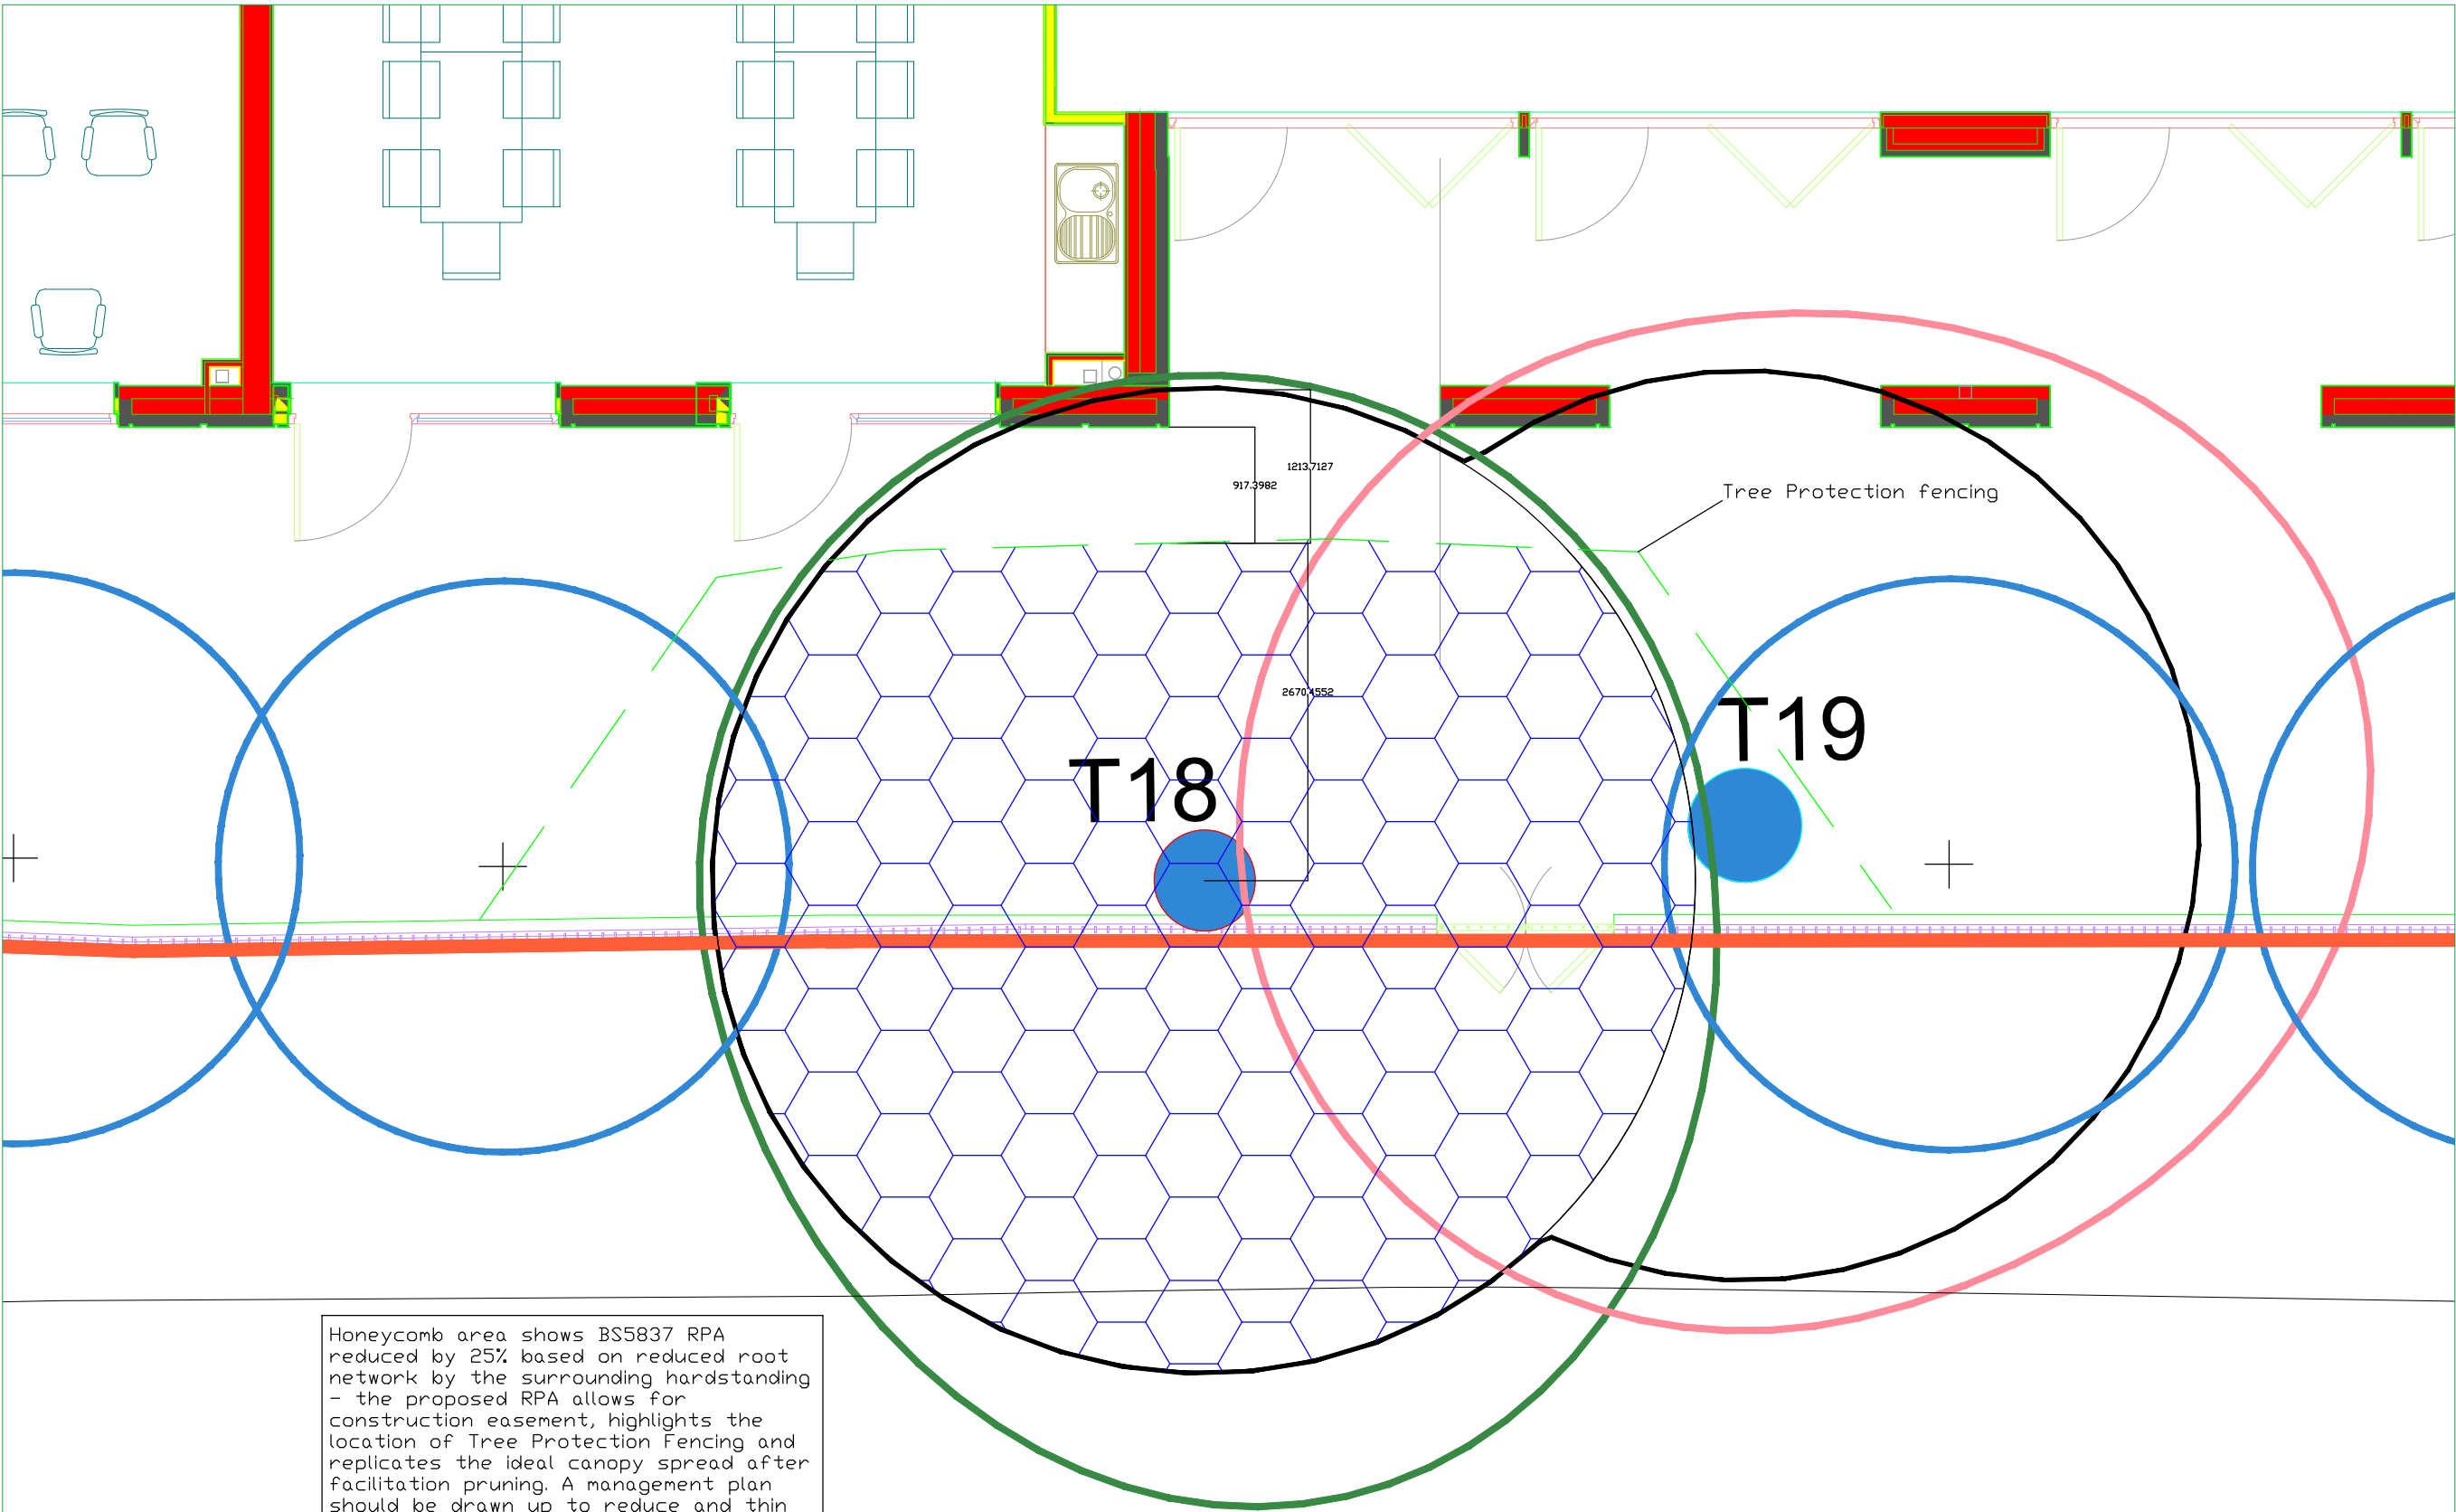 1213.7127
917.3982
Tree Protection fencing
2670.4552
T19
T18
Honeycomb area shows BS5837 RPA
reduced by 25% based on reduced root
network by the surrounding hardstanding
- the proposed RPA allows for
construction easement, highlights the
location of Tree Protection Fencing and
replicates the ideal canopy spread after
facilitation pruning. A management plan
should be drawn up to reduce and thin